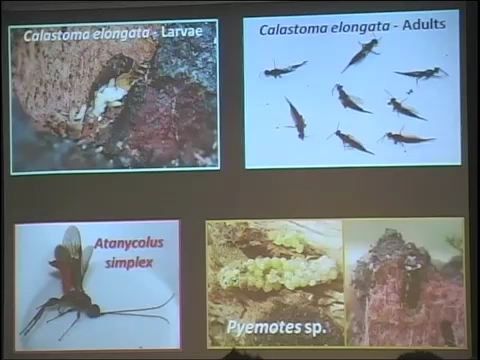 Calastoma elongata - Larvae
Calastoma elongata - Adults
Atanycolus
simplex
Pyemotes sp.